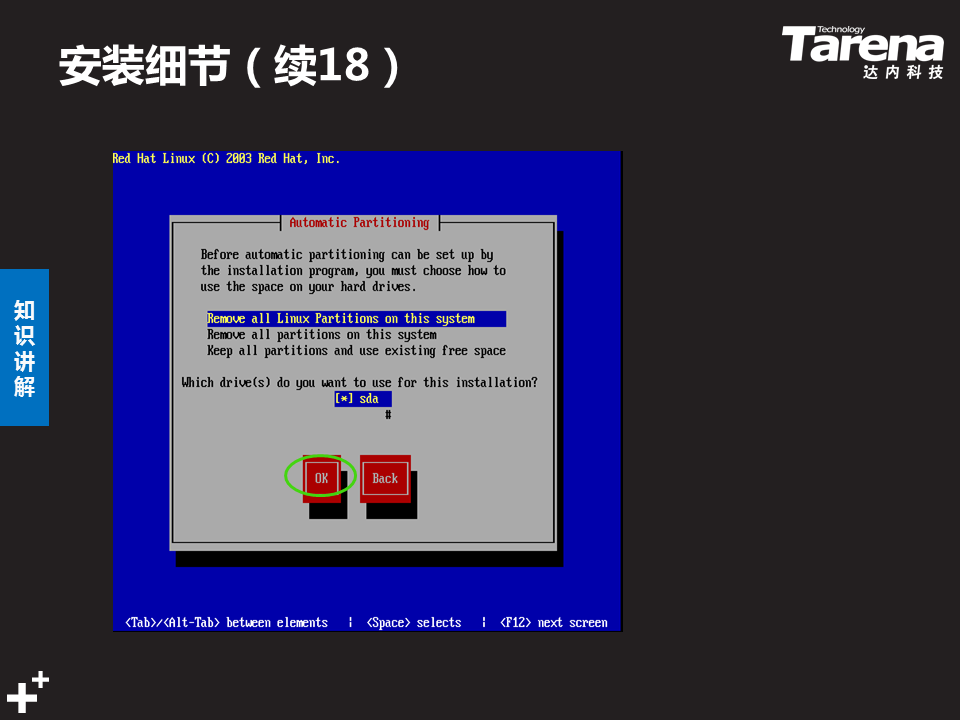 安装细节（续18）
Technology
Tarena
达内科技
知识讲解
Red Hat Linux (C) 2003 Red Hat, Inc.
Automatic Partitioning
Before automatic partitioning can be set up by
the installation program, you must choose how to
use the space on your hard drives.
Remove all Linux Partitions on this system
Remove all partitions on this system
Keep all partitions and use existing free space
Which drive(s) do you want to use for this installation?
[*] sda
#
OK Back
<Tab>/<Alt-Tab> between elements | <Space> selects | <F12> next screen